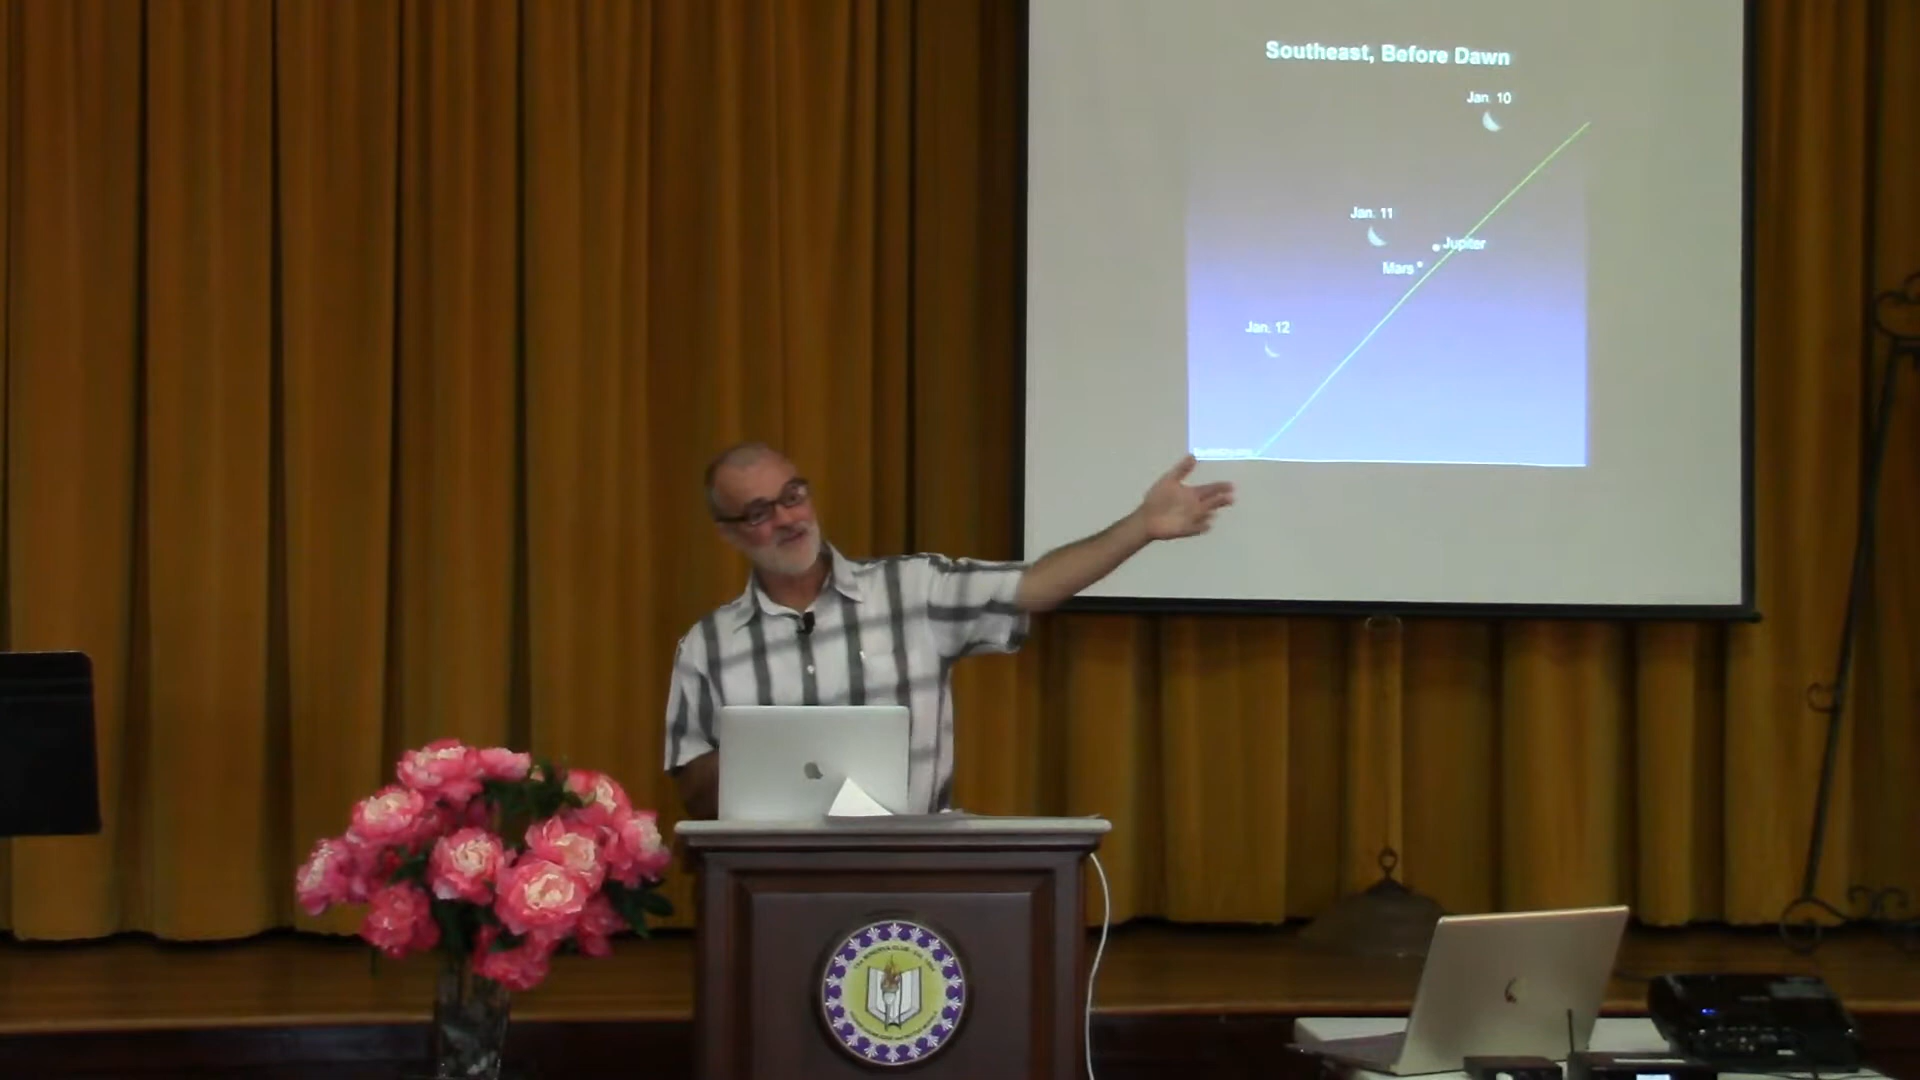 Southeast, Before Dawn
Jan. 10
Jan. 11
Jupiter
Mars
Jan. 12